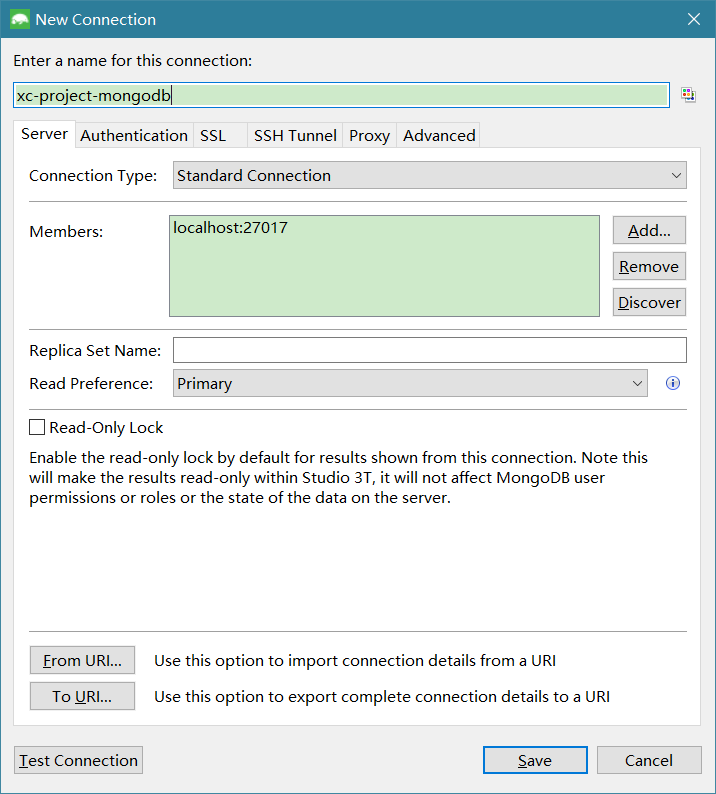 New Connection
Enter a name for this connection:
xc-project-mongodb
Server Authentication SSL SSH Tunnel Proxy Advanced
Connection Type: Standard Connection
Members: localhost:27017 Add...
Remove
Discover
Replica Set Name:
Read Preference: Primary
Read-Only Lock
Enable the read-only lock by default for results shown from this connection. Note this
will make the results read-only within Studio 3T, it will not affect MongoDB user
permissions or roles or the state of the data on the server.
From URI... Use this option to import connection details from a URI
To URI... Use this option to export complete connection details to a URI
Test Connection Save Cancel